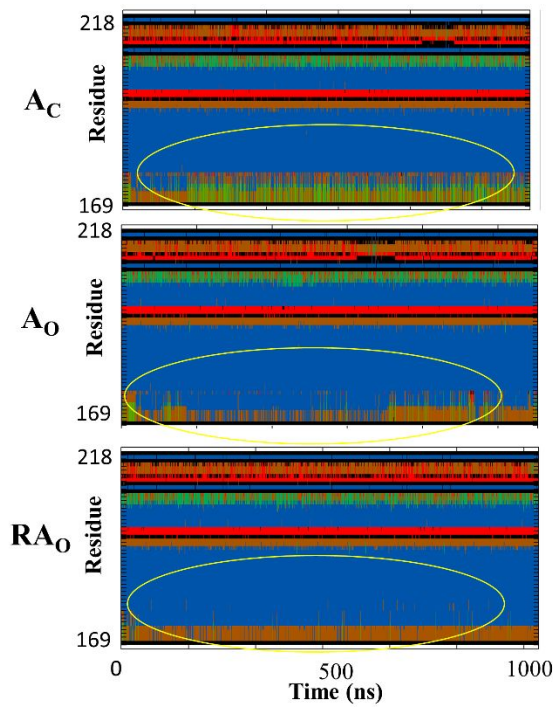 218
A_C
Residue
169
218
A_O
Residue
169
218
RA_O
Residue
169
0 500 1000
Time (ns)